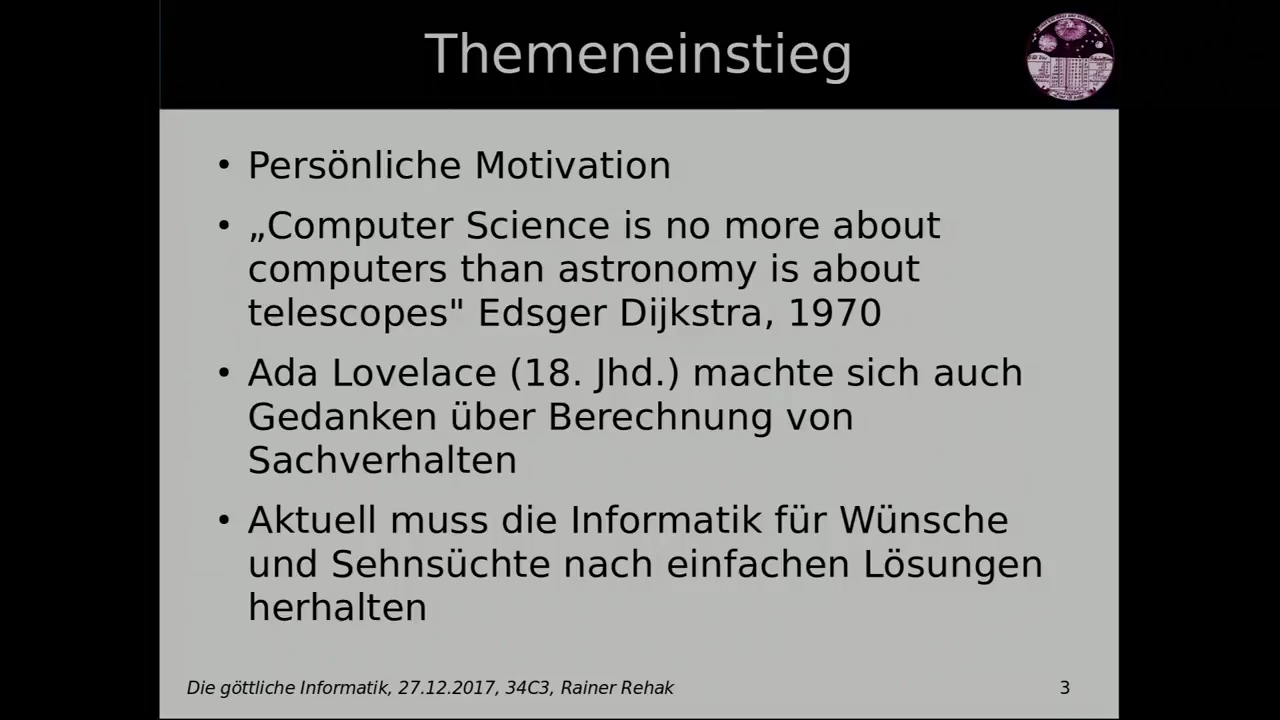 Themeneinstieg
• Persönliche Motivation
• „Computer Science is no more about
computers than astronomy is about
telescopes" Edsger Dijkstra, 1970
• Ada Lovelace (18. Jhd.) machte sich auch
Gedanken über Berechnung von
Sachverhalten
• Aktuell muss die Informatik für Wünsche
und Sehnsüchte nach einfachen Lösungen
herhalten
Die göttliche Informatik, 27.12.2017, 34C3, Rainer Rehak
3